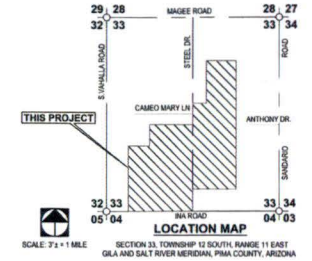 29 28
MAGEE ROAD
28 27
32 33
33 34
S.VAHALLA ROAD
STEEL DR.
ROAD
CAMEO MARY LN
THIS PROJECT
ANTHONY DR.
SANDARIO
32 33
33 34
05 04
INA ROAD
04 03
LOCATION MAP
SCALE: 3"± = 1 MILE
SECTION 33, TOWNSHIP 12 SOUTH, RANGE 11 EAST
GILA AND SALT RIVER MERIDIAN, PIMA COUNTY, ARIZONA